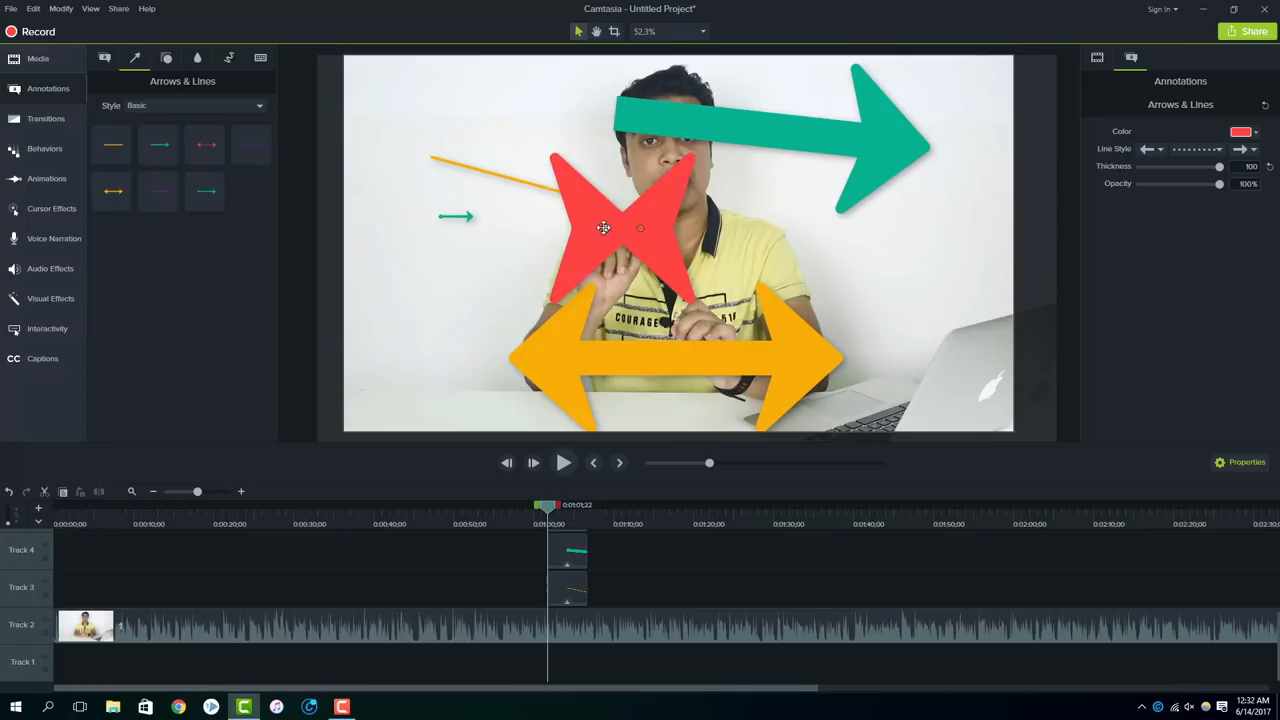 File Edit Modify View Share Help
Camtasia - Untitled Project*
Sign In
Record
52.3%
Share
Media
Annotations
Transitions
Behaviors
Animations
Cursor Effects
Voice Narration
Audio Effects
Visual Effects
Interactivity
CC Captions
Arrows & Lines
Style Basic
COURAGE
Annotations
Arrows & Lines
Color
Line Style
Thickness 100
Opacity 100%
Properties
0:01:01;22
0:00:00;00 0:00:10;00 0:00:20;00 0:00:30;00 0:00:40;00 0:00:50;00 0:01:00;00 0:01:10;00 0:01:20;00 0:01:30;00 0:01:40;00 0:01:50;00 0:02:00;00 0:02:10;00 0:02:20;00
Track 4
Track 3
Track 2
Track 1
12:32 AM
6/14/2017